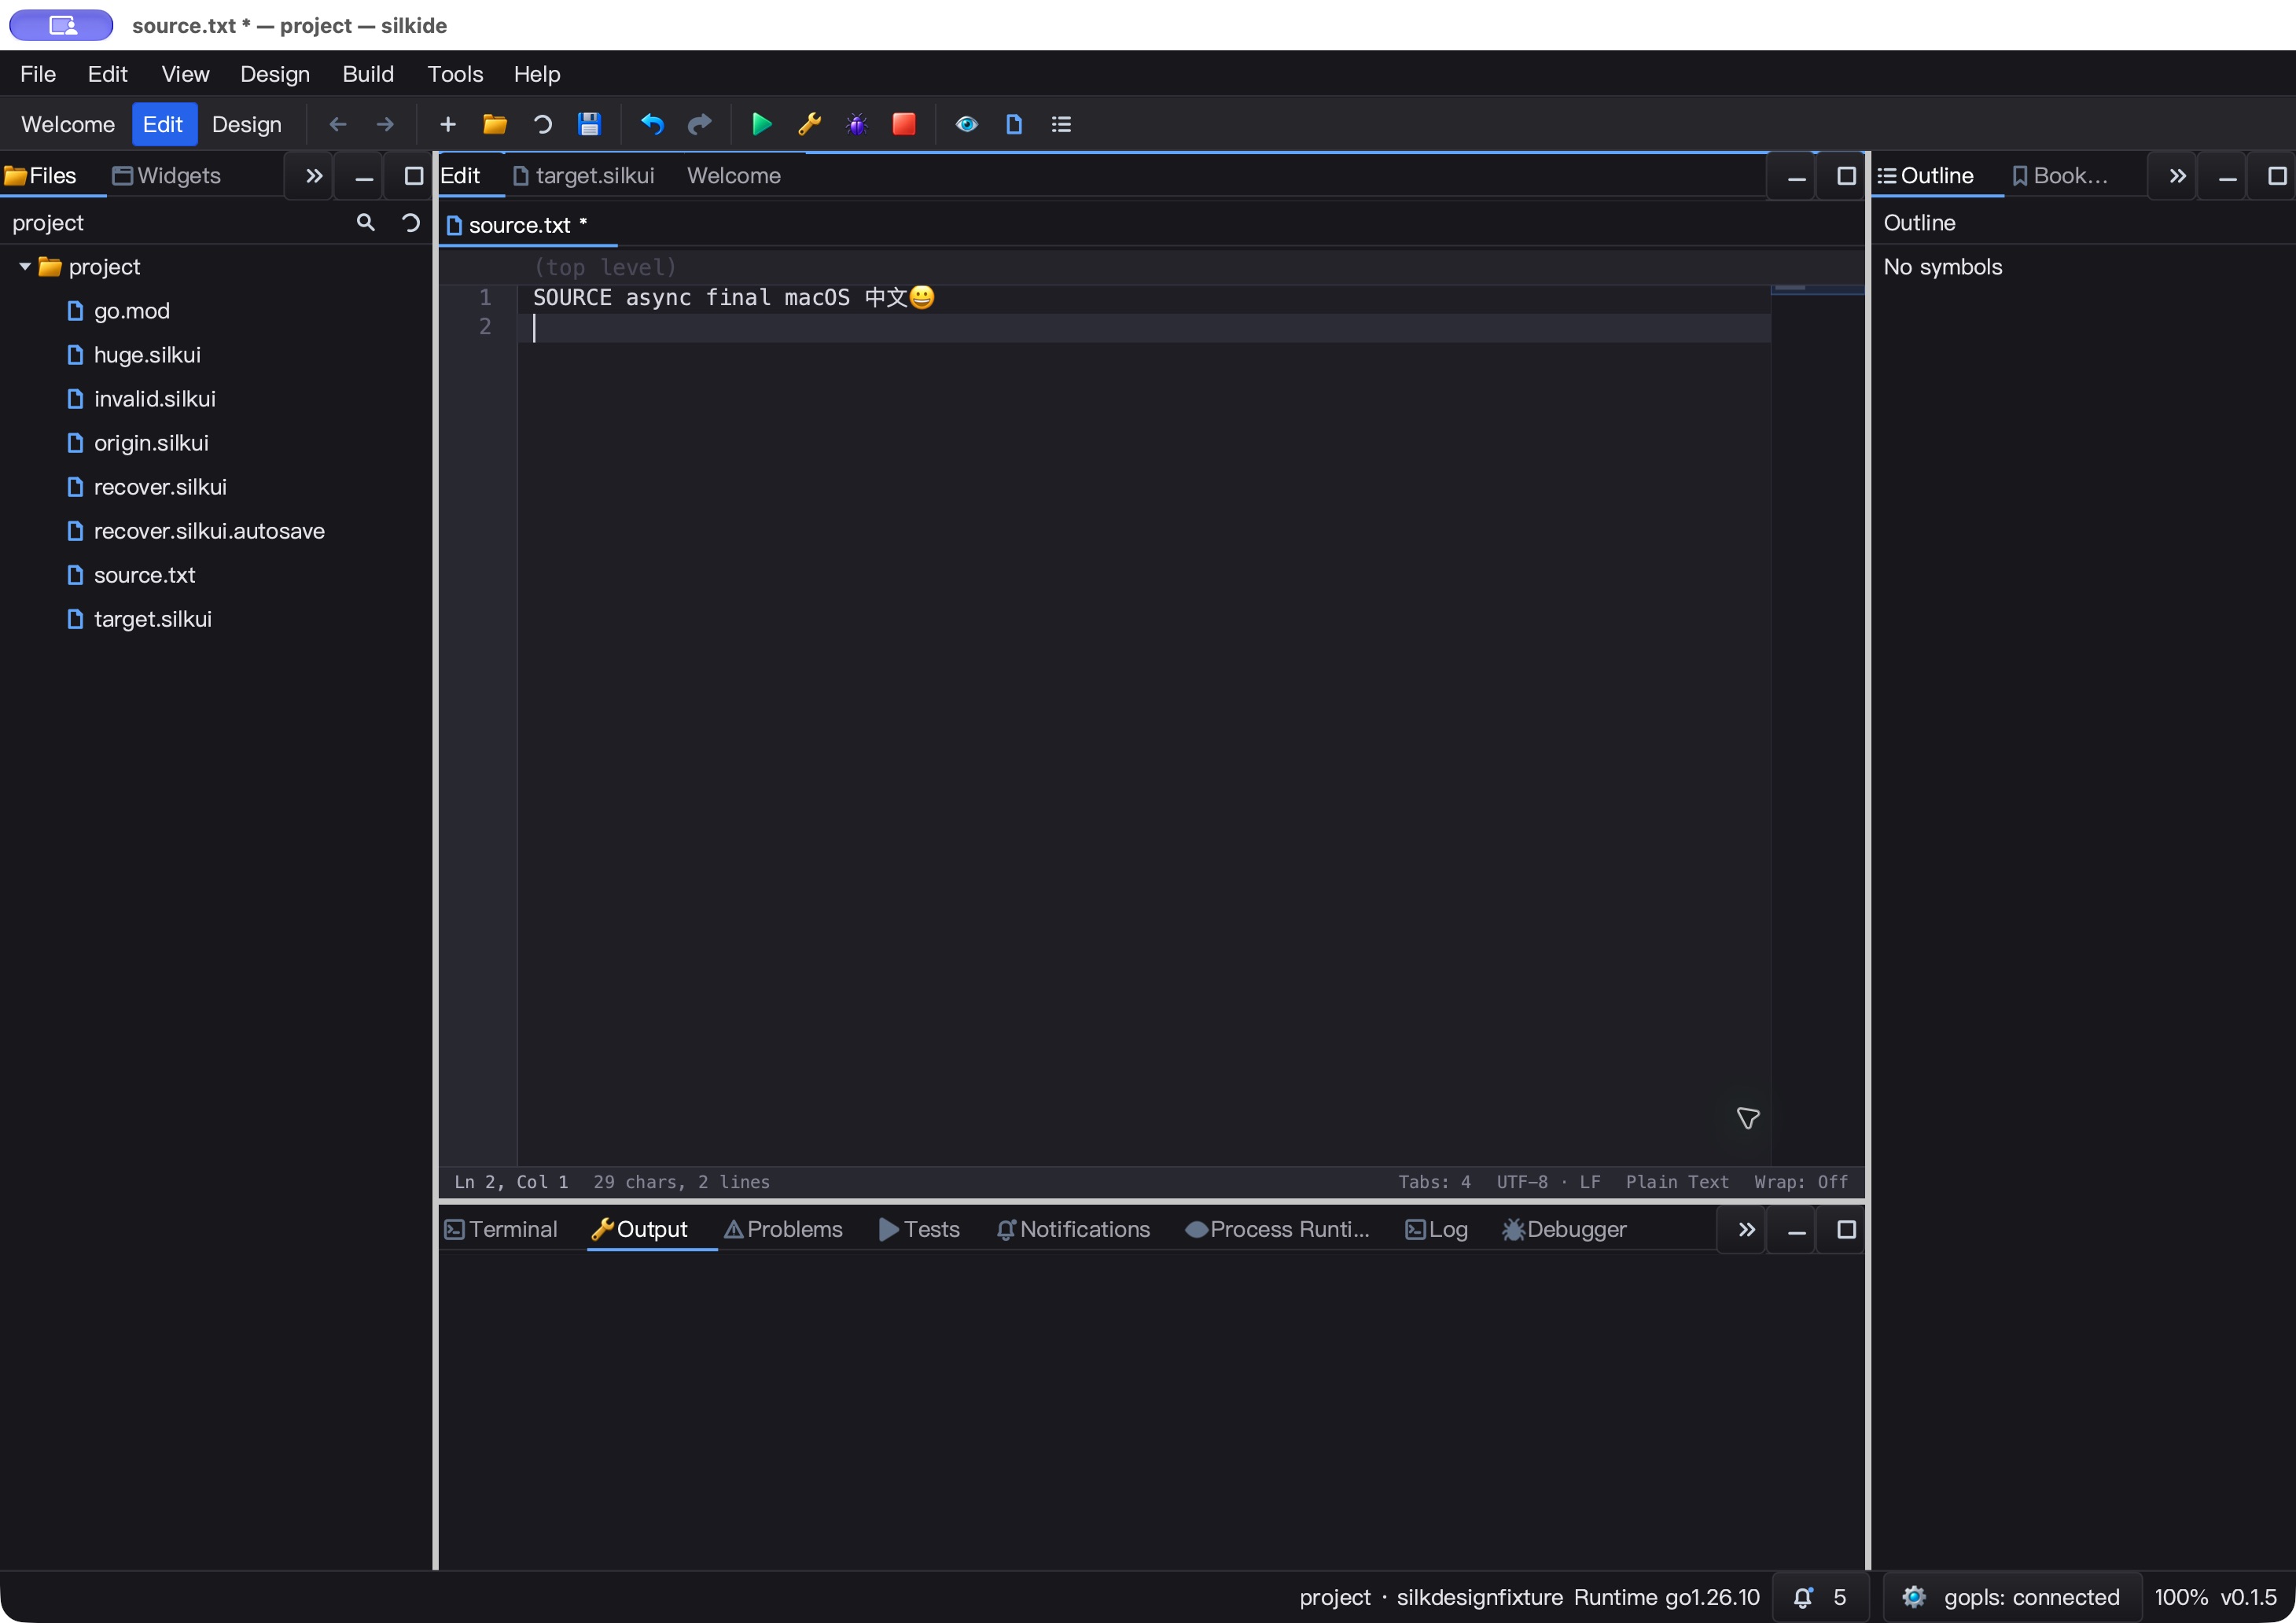 source.txt * — project — silkide
File Edit View Design Build Tools Help
Welcome Edit Design
Files Widgets
Edit target.silkui Welcome
Outline Book...
project
source.txt *
Outline
(top level)
No symbols
project
go.mod
huge.silkui
invalid.silkui
origin.silkui
recover.silkui
recover.silkui.autosave
source.txt
target.silkui
1 SOURCE async final macOS 中文😀
2
Ln 2, Col 1 29 chars, 2 lines Tabs: 4 UTF-8 · LF Plain Text Wrap: Off
Terminal Output Problems Tests Notifications Process Runti... Log Debugger
project · silkdesignfixture Runtime go1.26.10 5 gopls: connected 100% v0.1.5